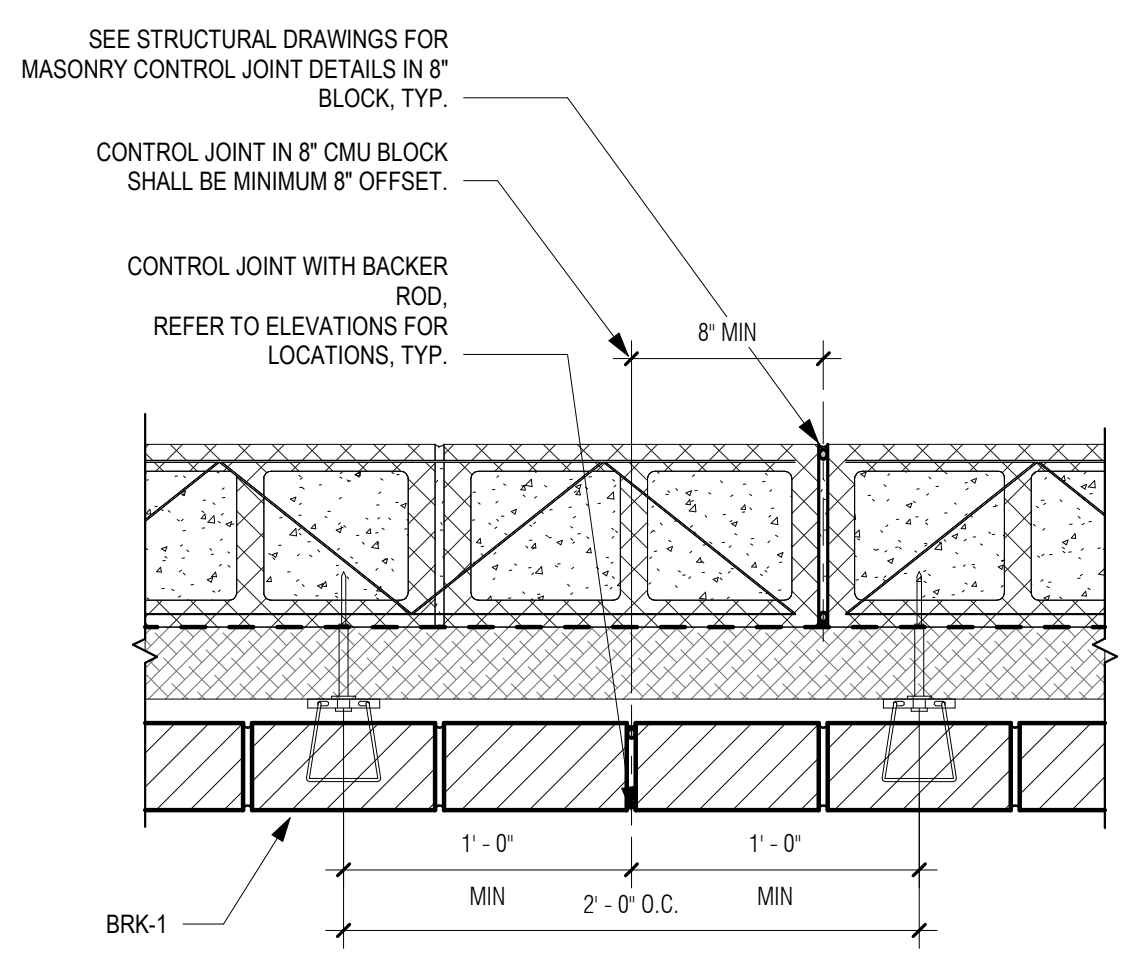 SEE STRUCTURAL DRAWINGS FOR
MASONRY CONTROL JOINT DETAILS IN 8"
BLOCK, TYP.
CONTROL JOINT IN 8" CMU BLOCK
SHALL BE MINIMUM 8" OFFSET.
CONTROL JOINT WITH BACKER
ROD,
REFER TO ELEVATIONS FOR
LOCATIONS, TYP.
8" MIN
1' - 0"
MIN
1' - 0"
MIN
2' - 0" O.C.
BRK-1